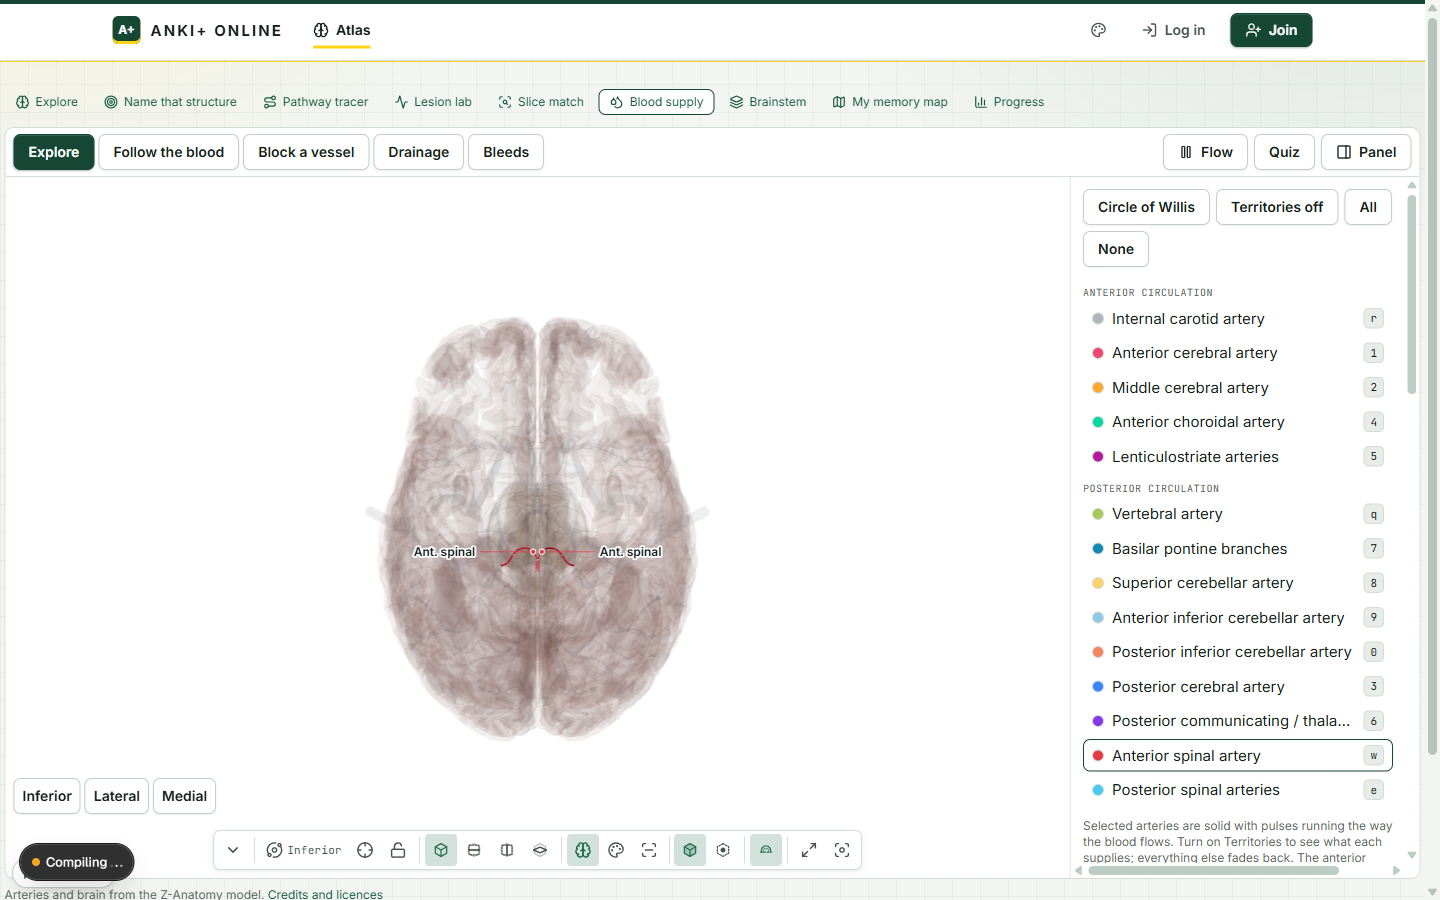 A+ ANKI+ ONLINE Atlas Log in Join
Explore Name that structure Pathway tracer Lesion lab Slice match Blood supply Brainstem My memory map Progress
Explore Follow the blood Block a vessel Drainage Bleeds Flow Quiz Panel
Circle of Willis Territories off All
None
ANTERIOR CIRCULATION
Internal carotid artery r
Anterior cerebral artery 1
Middle cerebral artery 2
Anterior choroidal artery 4
Lenticulostriate arteries 5
POSTERIOR CIRCULATION
Vertebral artery q
Basilar pontine branches 7
Superior cerebellar artery 8
Anterior inferior cerebellar artery 9
Posterior inferior cerebellar artery 0
Posterior cerebral artery 3
Posterior communicating / thala... 6
Anterior spinal artery w
Posterior spinal arteries e
Selected arteries are solid with pulses running the way
the blood flows. Turn on Territories to see what each
supplies; everything else fades back. The anterior
Ant. spinal Ant. spinal
Inferior Lateral Medial
Inferior
Compiling ...
Arteries and brain from the Z-Anatomy model. Credits and licences